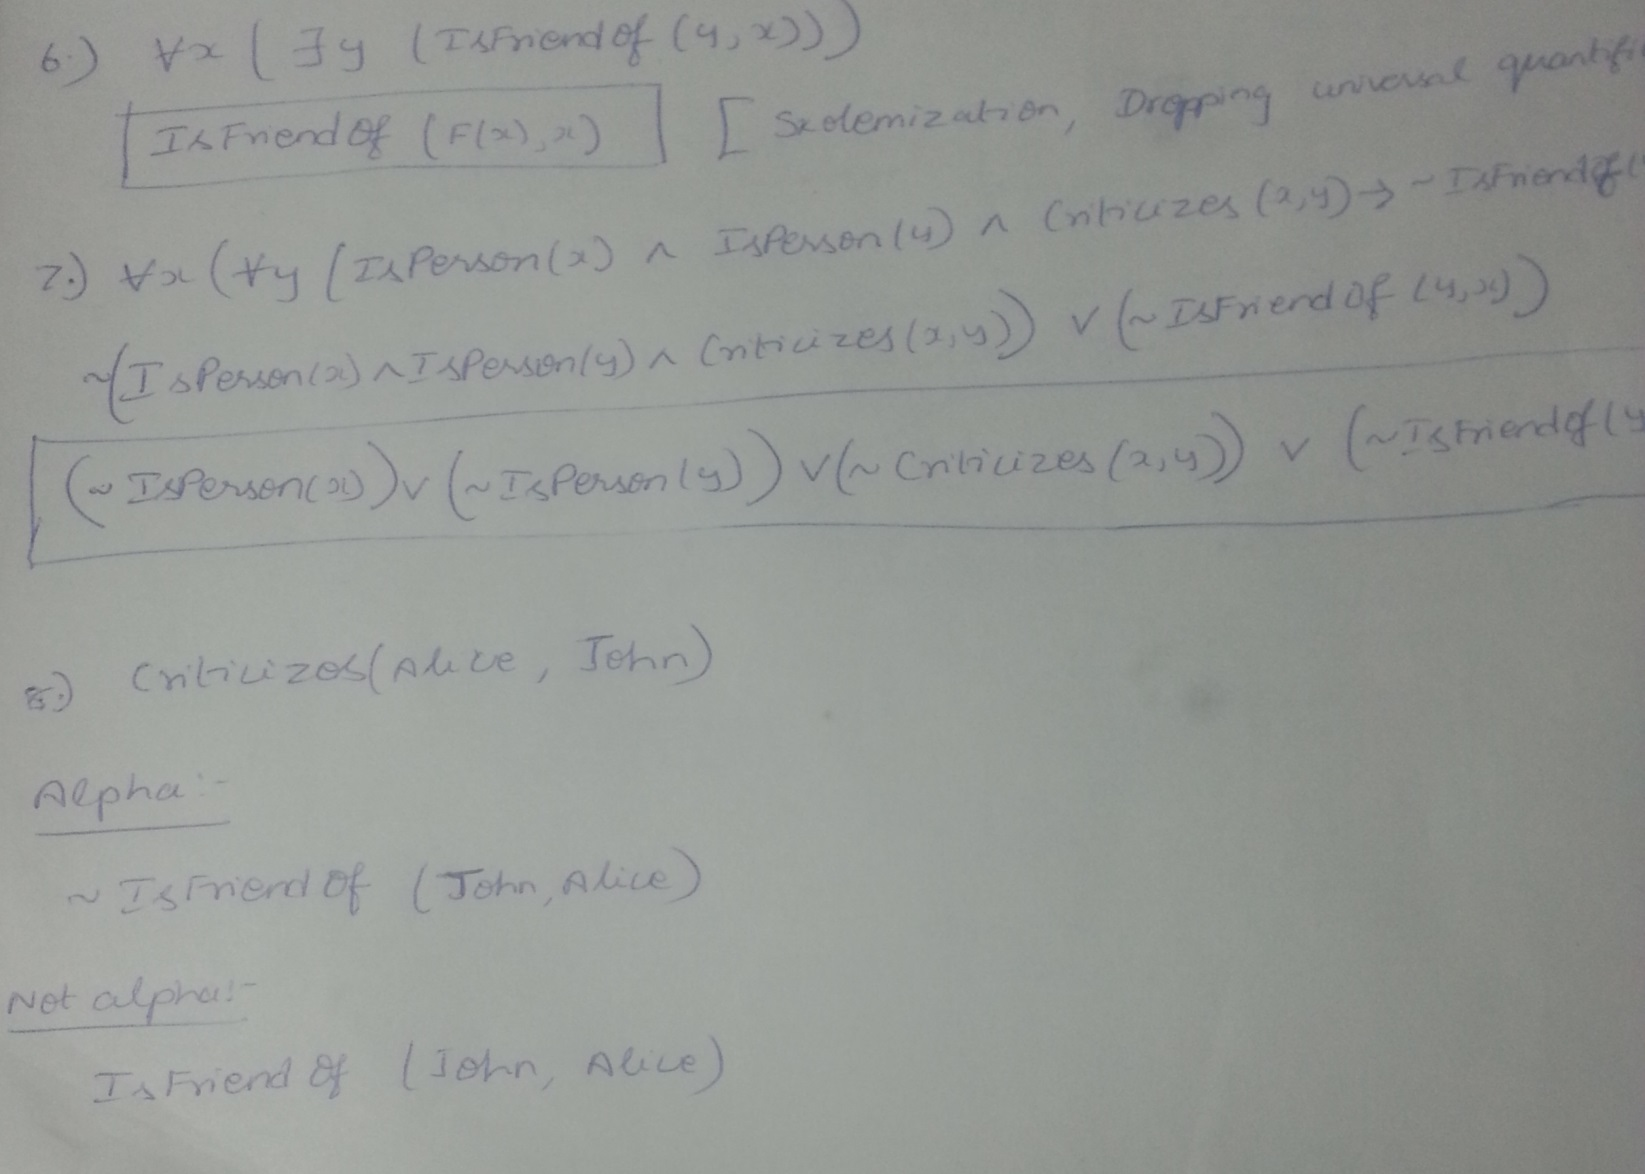 6.) ∀x ( ∃y (IsFriendOf (y, x)))
IsFriendOf (F(x), x) [ Skolemization, Dropping universal quantifi
7.) ∀x (∀y (IsPerson(x) ∧ IsPerson(y) ∧ Criticizes (x,y) → ~IsFriendOf(
~(IsPerson(x) ∧ IsPerson(y) ∧ Criticizes(x,y)) ∨ (~IsFriendOf (y,x))
(~IsPerson(x)) ∨ (~IsPerson(y)) ∨ (~Criticizes (x,y)) ∨ (~IsFriendOf (y
8.) Criticizes(Alice, John)
Alpha:-
~ IsFriendOf (John, Alice)
Not alpha:-
IsFriendOf (John, Alice)